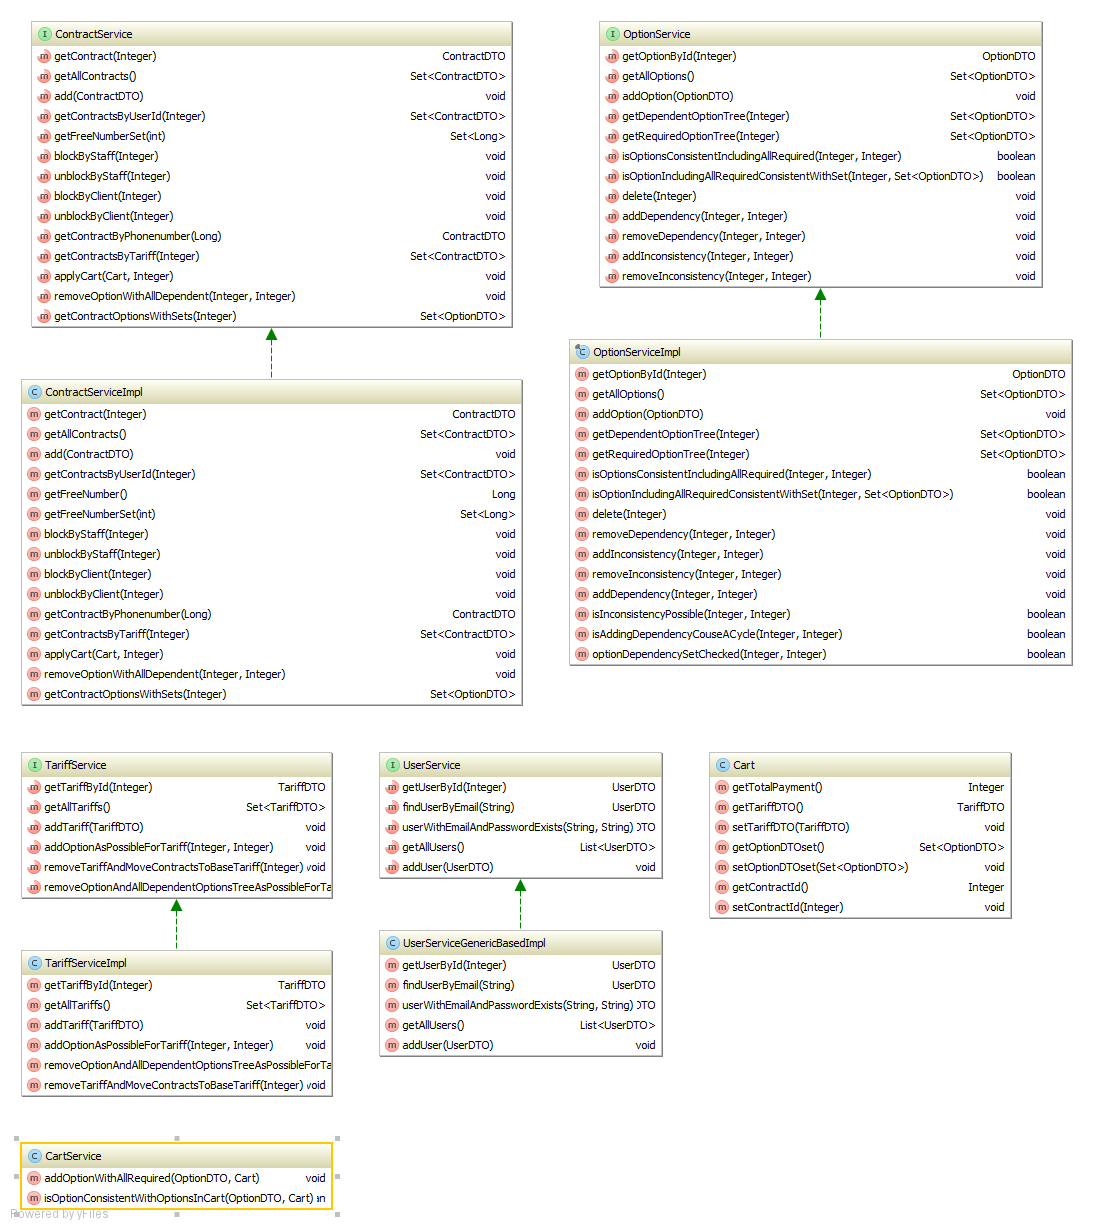 ContractService
getContract(Integer) ContractDTO
getAllContracts() Set<ContractDTO>
add(ContractDTO) void
getContractsByUserId(Integer) Set<ContractDTO>
getFreeNumberSet(int) Set<Long>
blockByStaff(Integer) void
unblockByStaff(Integer) void
blockByClient(Integer) void
unblockByClient(Integer) void
getContractByPhonenumber(Long) ContractDTO
getContractsByTariff(Integer) Set<ContractDTO>
applyCart(Cart, Integer) void
removeOptionWithAllDependent(Integer, Integer) void
getContractOptionsWithSets(Integer) Set<OptionDTO>
OptionService
getOptionById(Integer) OptionDTO
getAllOptions() Set<OptionDTO>
addOption(OptionDTO) void
getDependentOptionTree(Integer) Set<OptionDTO>
getRequiredOptionTree(Integer) Set<OptionDTO>
isOptionsConsistentIncludingAllRequired(Integer, Integer) boolean
isOptionIncludingAllRequiredConsistentWithSet(Integer, Set<OptionDTO>) boolean
delete(Integer) void
addDependency(Integer, Integer) void
removeDependency(Integer, Integer) void
addInconsistency(Integer, Integer) void
removeInconsistency(Integer, Integer) void
ContractServiceImpl
getContract(Integer) ContractDTO
getAllContracts() Set<ContractDTO>
add(ContractDTO) void
getContractsByUserId(Integer) Set<ContractDTO>
getFreeNumber() Long
getFreeNumberSet(int) Set<Long>
blockByStaff(Integer) void
unblockByStaff(Integer) void
blockByClient(Integer) void
unblockByClient(Integer) void
getContractByPhonenumber(Long) ContractDTO
getContractsByTariff(Integer) Set<ContractDTO>
applyCart(Cart, Integer) void
removeOptionWithAllDependent(Integer, Integer) void
getContractOptionsWithSets(Integer) Set<OptionDTO>
OptionServiceImpl
getOptionById(Integer) OptionDTO
getAllOptions() Set<OptionDTO>
addOption(OptionDTO) void
getDependentOptionTree(Integer) Set<OptionDTO>
getRequiredOptionTree(Integer) Set<OptionDTO>
isOptionsConsistentIncludingAllRequired(Integer, Integer) boolean
isOptionIncludingAllRequiredConsistentWithSet(Integer, Set<OptionDTO>) boolean
delete(Integer) void
removeDependency(Integer, Integer) void
addInconsistency(Integer, Integer) void
removeInconsistency(Integer, Integer) void
addDependency(Integer, Integer) void
isInconsistencyPossible(Integer, Integer) boolean
isAddingDependencyCouseACycle(Integer, Integer) boolean
optionDependencySetChecked(Integer, Integer) boolean
TariffService
getTariffById(Integer) TariffDTO
getAllTariffs() Set<TariffDTO>
addTariff(TariffDTO) void
addOptionAsPossibleForTariff(Integer, Integer) void
removeTariffAndMoveContractsToBaseTariff(Integer) void
removeOptionAndAllDependentOptionsTreeAsPossibleForTa
UserService
getUserById(Integer) UserDTO
findUserByEmail(String) UserDTO
userWithEmailAndPasswordExists(String, String) DTO
getAllUsers() List<UserDTO>
addUser(UserDTO) void
Cart
getTotalPayment() Integer
getTariffDTO() TariffDTO
setTariffDTO(TariffDTO) void
getOptionDTOset() Set<OptionDTO>
setOptionDTOset(Set<OptionDTO>) void
getContractId() Integer
setContractId(Integer) void
TariffServiceImpl
getTariffById(Integer) TariffDTO
getAllTariffs() Set<TariffDTO>
addTariff(TariffDTO) void
addOptionAsPossibleForTariff(Integer, Integer) void
removeOptionAndAllDependentOptionsTreeAsPossibleForTa
removeTariffAndMoveContractsToBaseTariff(Integer) void
UserServiceGenericBasedImpl
getUserById(Integer) UserDTO
findUserByEmail(String) UserDTO
userWithEmailAndPasswordExists(String, String) DTO
getAllUsers() List<UserDTO>
addUser(UserDTO) void
CartService
addOptionWithAllRequired(OptionDTO, Cart) void
isOptionConsistentWithOptionsInCart(OptionDTO, Cart) an
Powered by yFiles